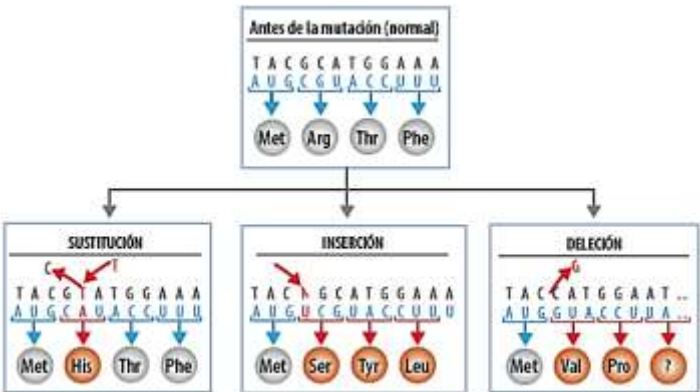 Antes de la mutación (normal)
T A C G C A T G G A A A
A U G C G U A C C U U U
Met Arg Thr Phe
SUSTITUCIÓN
C T
T A C G T A T G G A A A
A U G C A U A C C U U U
Met His Thr Phe
INSERCIÓN
T A C A G C A T G G A A A
A U G U C G U A C C U U U
Met Ser Tyr Leu
DELECIÓN
G
T A C C A T G G A A T ..
A U G G U A C C U U A ..
Met Val Pro ?